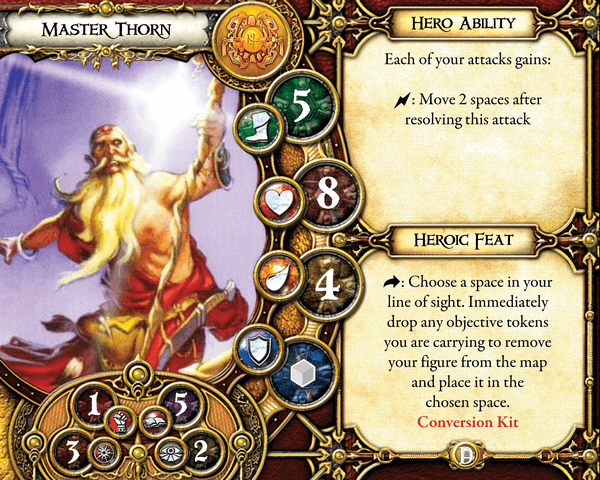 Master Thorn
5
8
4
1
5
3
2
Hero Ability
Each of your attacks gains:
: Move 2 spaces after
resolving this attack
Heroic Feat
: Choose a space in your
line of sight. Immediately
drop any objective tokens
you are carrying to remove
your figure from the map
and place it in the
chosen space.
Conversion Kit
D